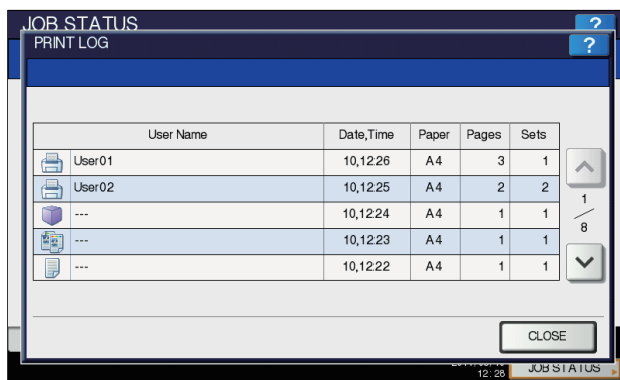 JOB STATUS
?
PRINT LOG
?
User Name Date,Time Paper Pages Sets
User01 10,12:26 A4 3 1
User02 10,12:25 A4 2 2
--- 10,12:24 A4 1 1
--- 10,12:23 A4 1 1
--- 10,12:22 A4 1 1
1
/
8
CLOSE
12:26 JOB STATUS